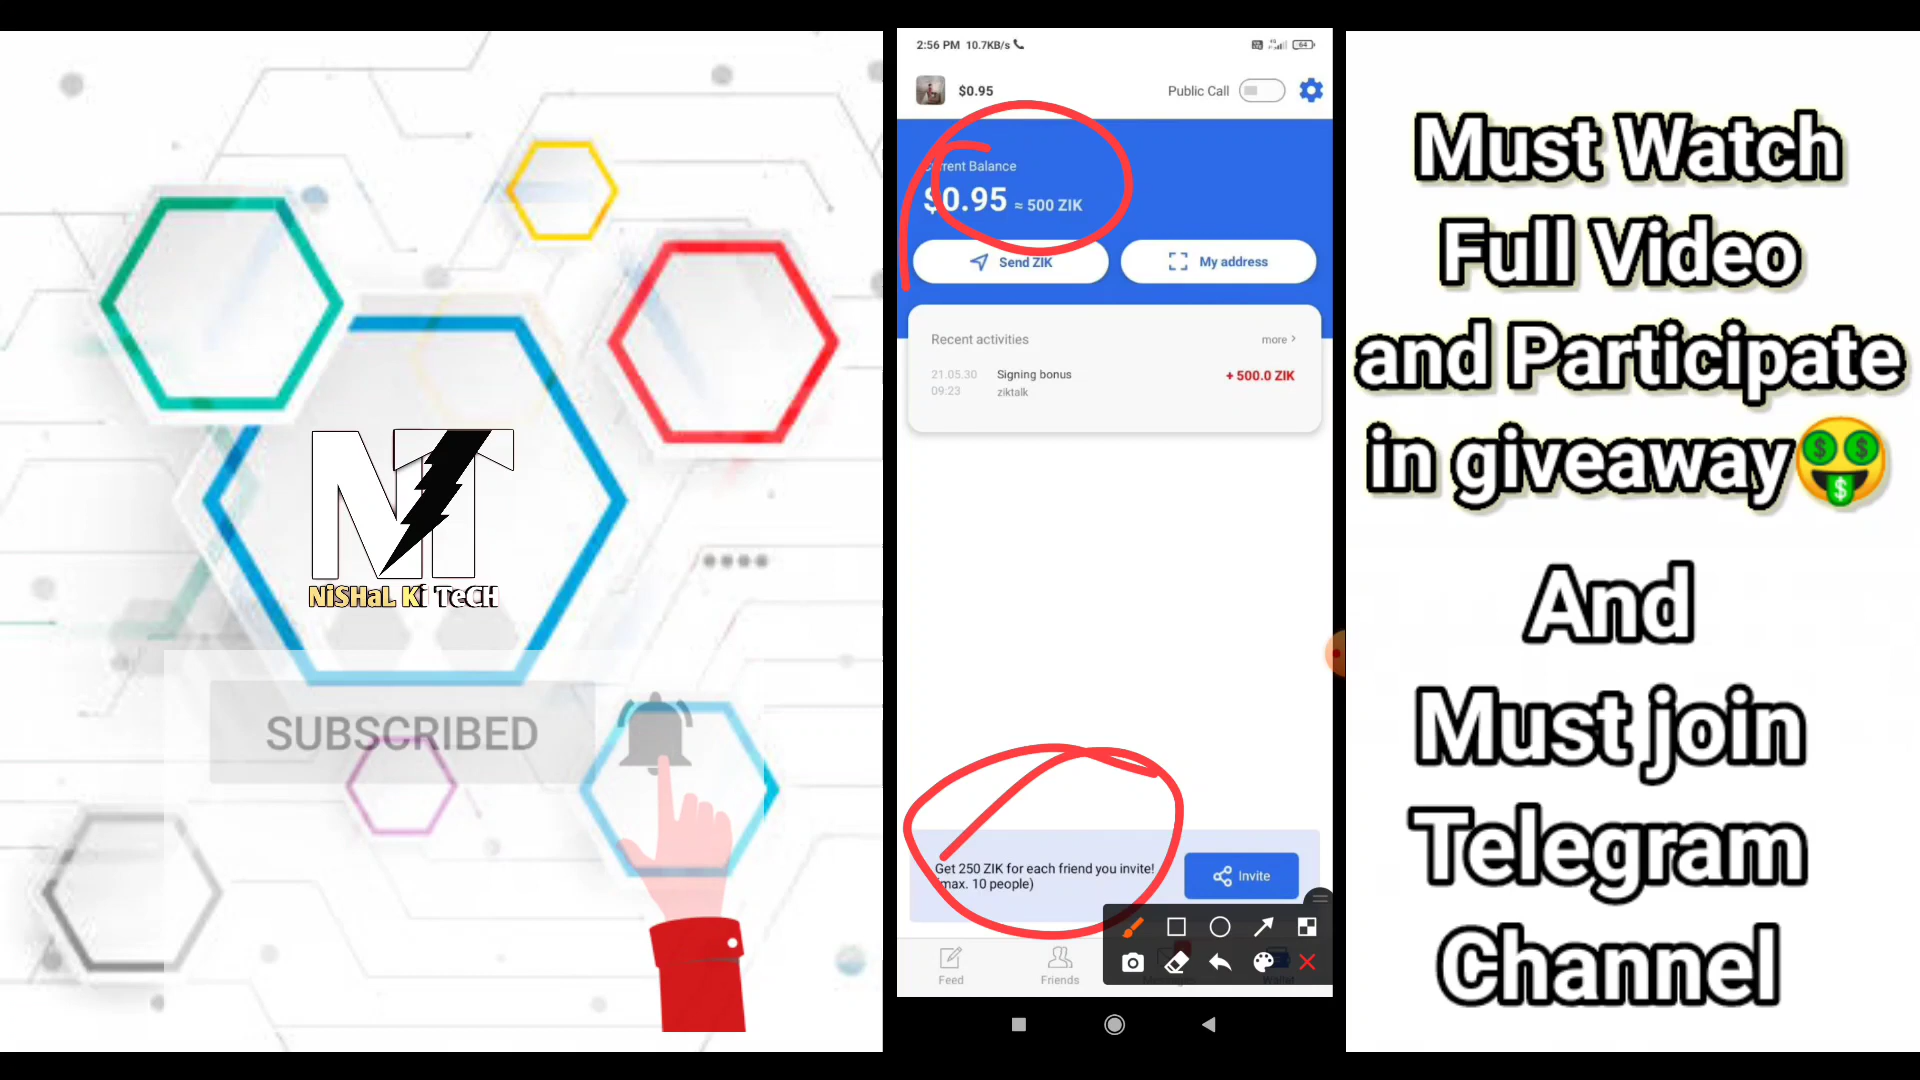 NT
NiSHaL Ki TeCH
SUBSCRIBED
2:56 PM 10.7KB/s
64
$0.95
Public Call
Current Balance
$0.95 ≈ 500 ZIK
Send ZIK
My address
Recent activities
more >
21.05.30
09:23
Signing bonus
ziktalk
+ 500.0 ZIK
Get 250 ZIK for each friend you invite!
(max. 10 people)
Invite
Feed
Friends
Must Watch
Full Video
and Participate
in giveaway
And
Must join
Telegram
Channel